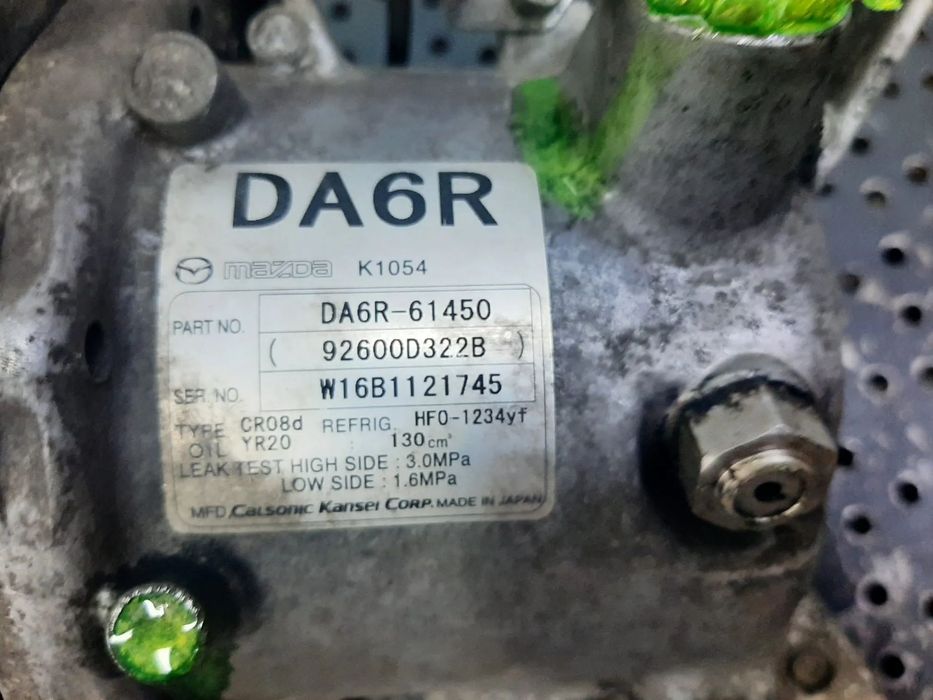 DA6R
mazda K1054
PART NO. DA6R-61450
( 92600D322B )
SER. NO. W16B1121745
TYPE CR08d REFRIG. HFO-1234yf
OIL YR20 : 130cm³
LEAK TEST HIGH SIDE : 3.0MPa
LOW SIDE : 1.6MPa
MFD. Calsonic Kansei CORP. MADE IN JAPAN